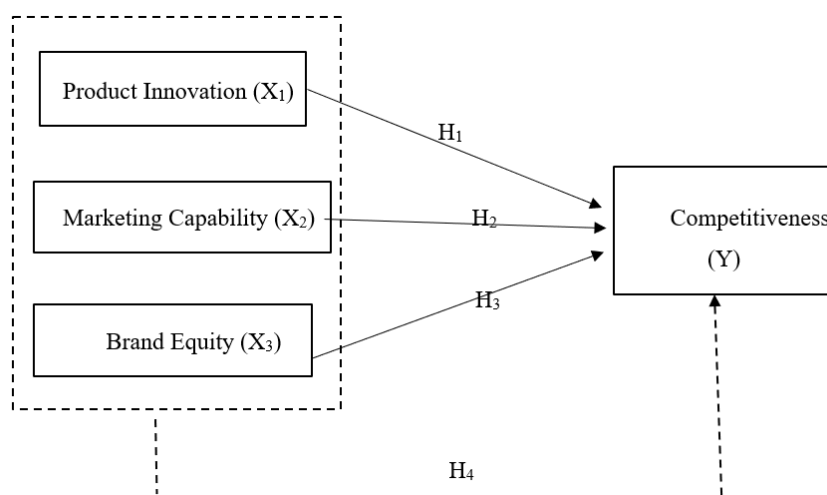 Product Innovation (X₁)
H₁
Marketing Capability (X₂)
H₂
Competitiveness
(Y)
H₃
Brand Equity (X₃)
H₄